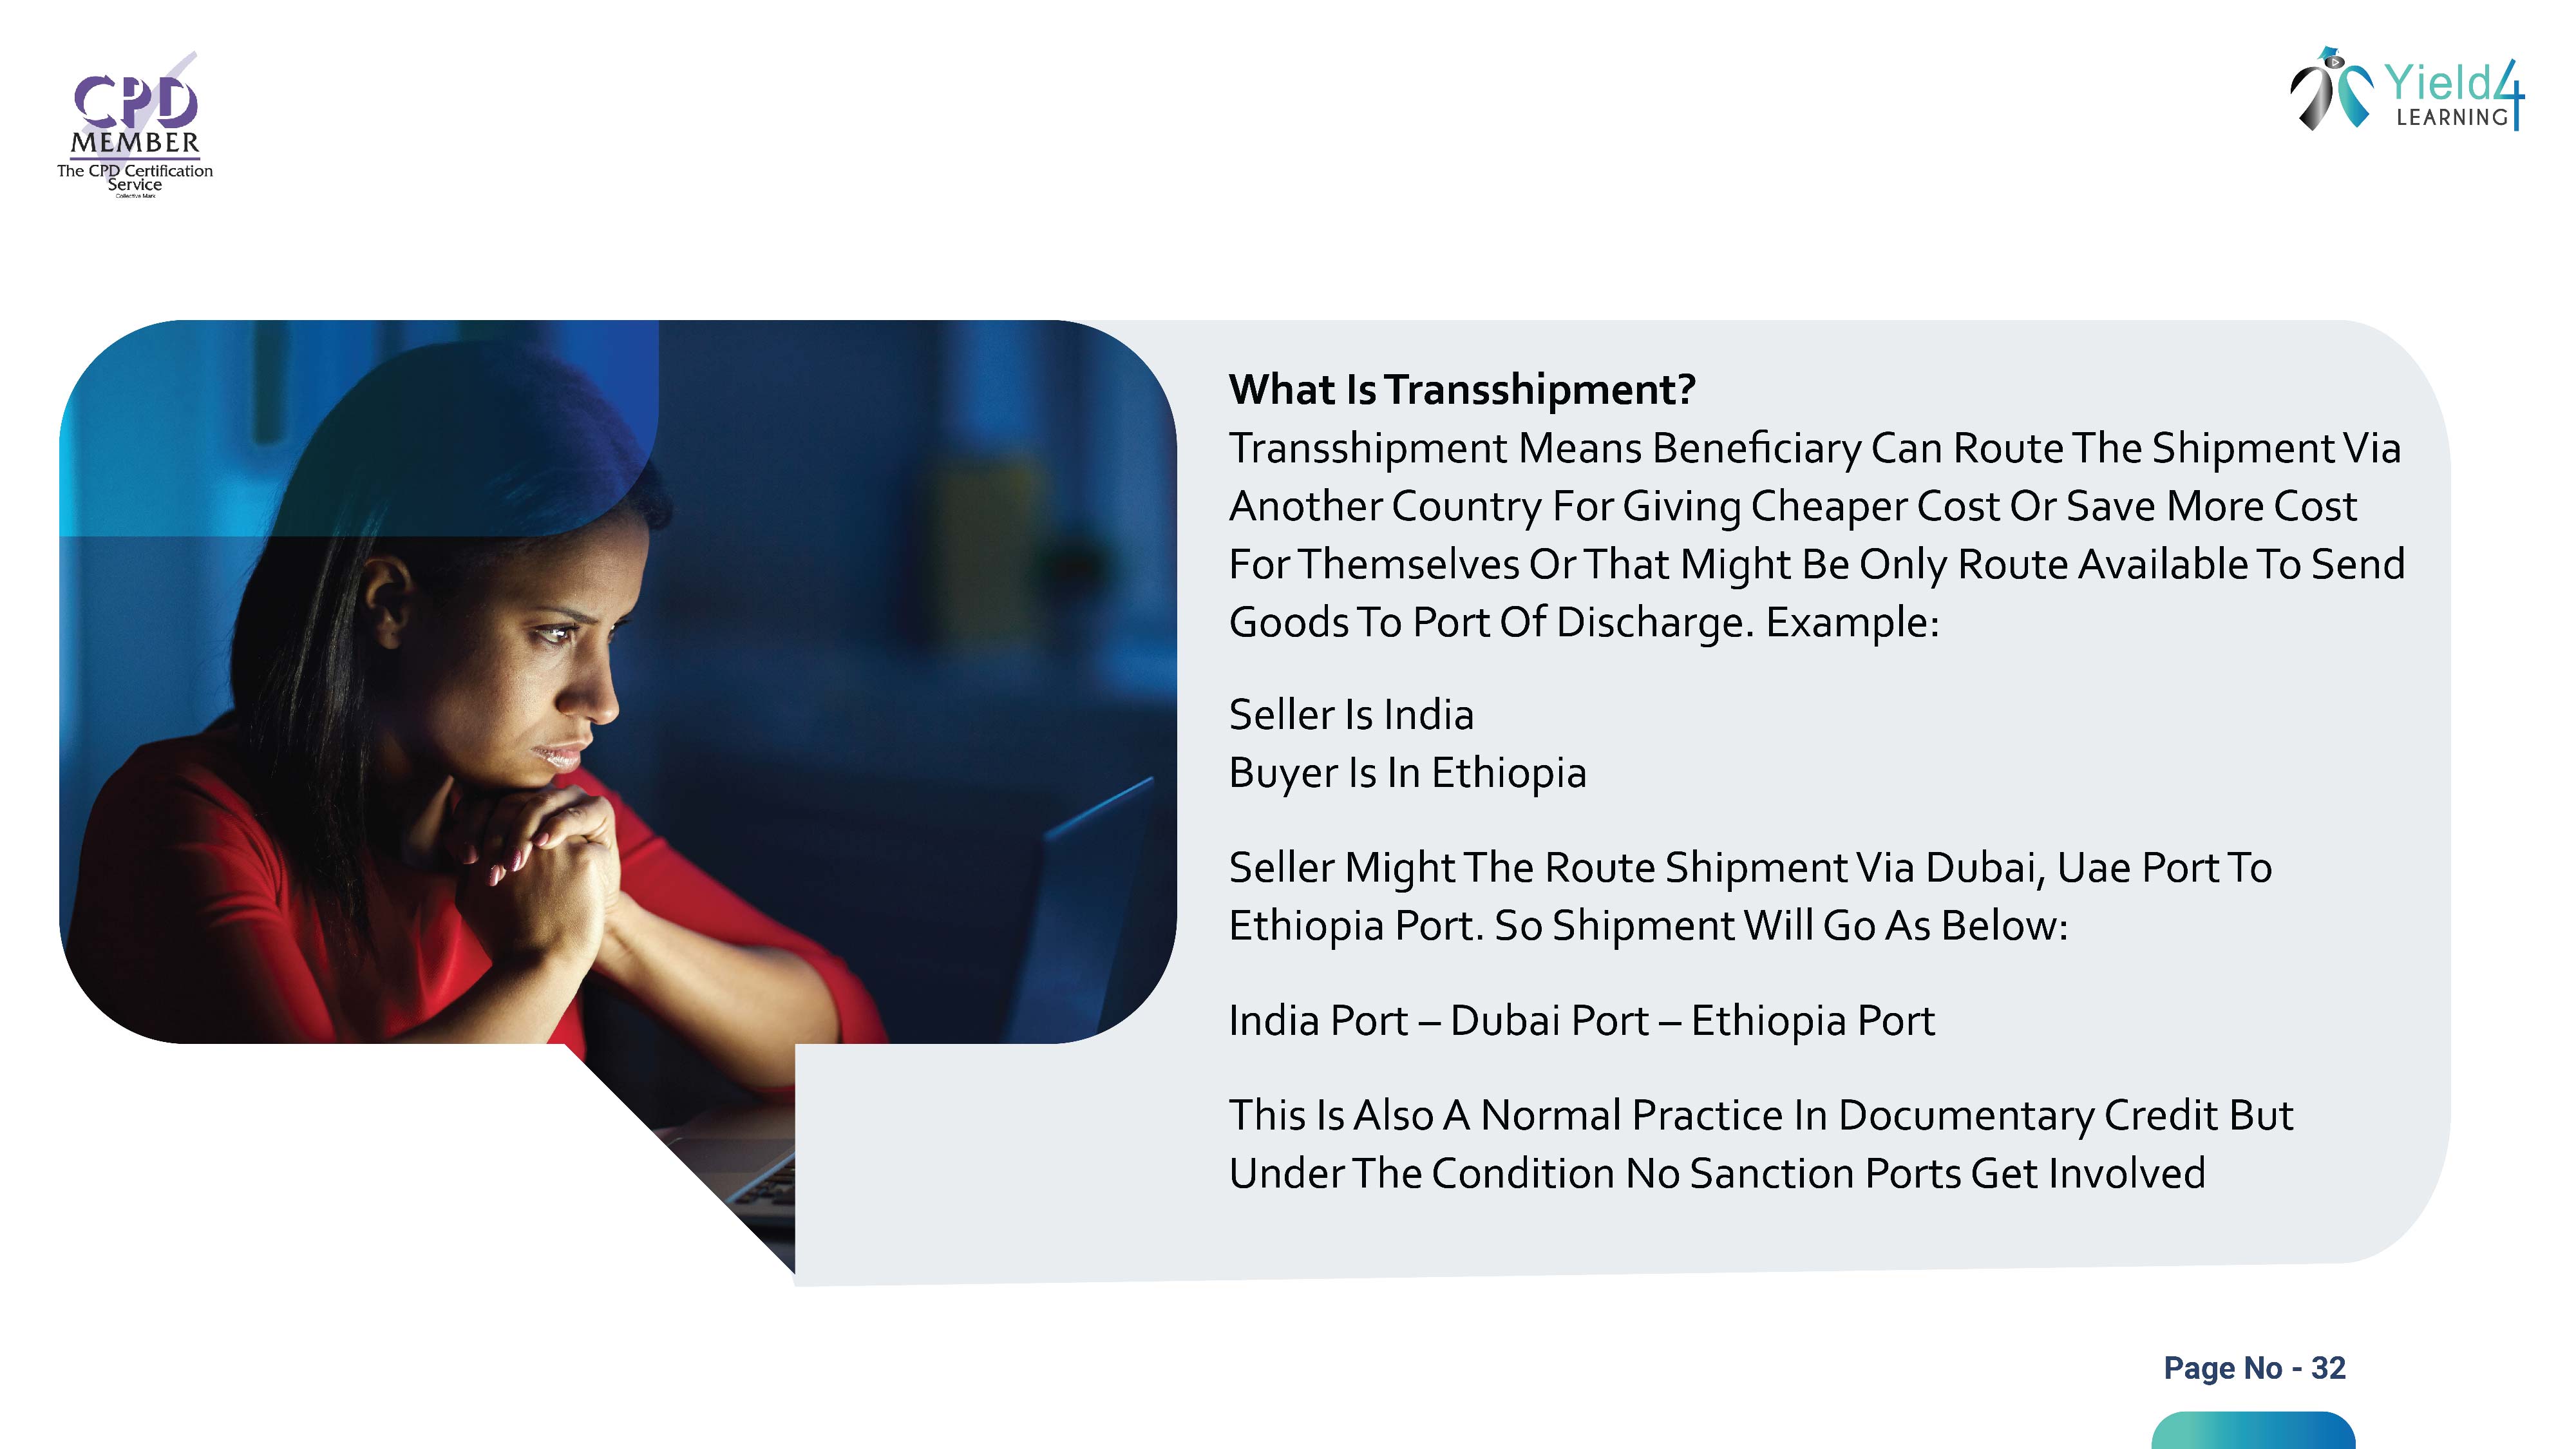 CPD
MEMBER
The CPD Certification
Service
Collective Mark
Yield4
LEARNING
What Is Transshipment?
Transshipment Means Beneficiary Can Route The Shipment Via
Another Country For Giving Cheaper Cost Or Save More Cost
For Themselves Or That Might Be Only Route Available To Send
Goods To Port Of Discharge. Example:
Seller Is India
Buyer Is In Ethiopia
Seller Might The Route Shipment Via Dubai, Uae Port To
Ethiopia Port. So Shipment Will Go As Below:
India Port – Dubai Port – Ethiopia Port
This Is Also A Normal Practice In Documentary Credit But
Under The Condition No Sanction Ports Get Involved
Page No - 32